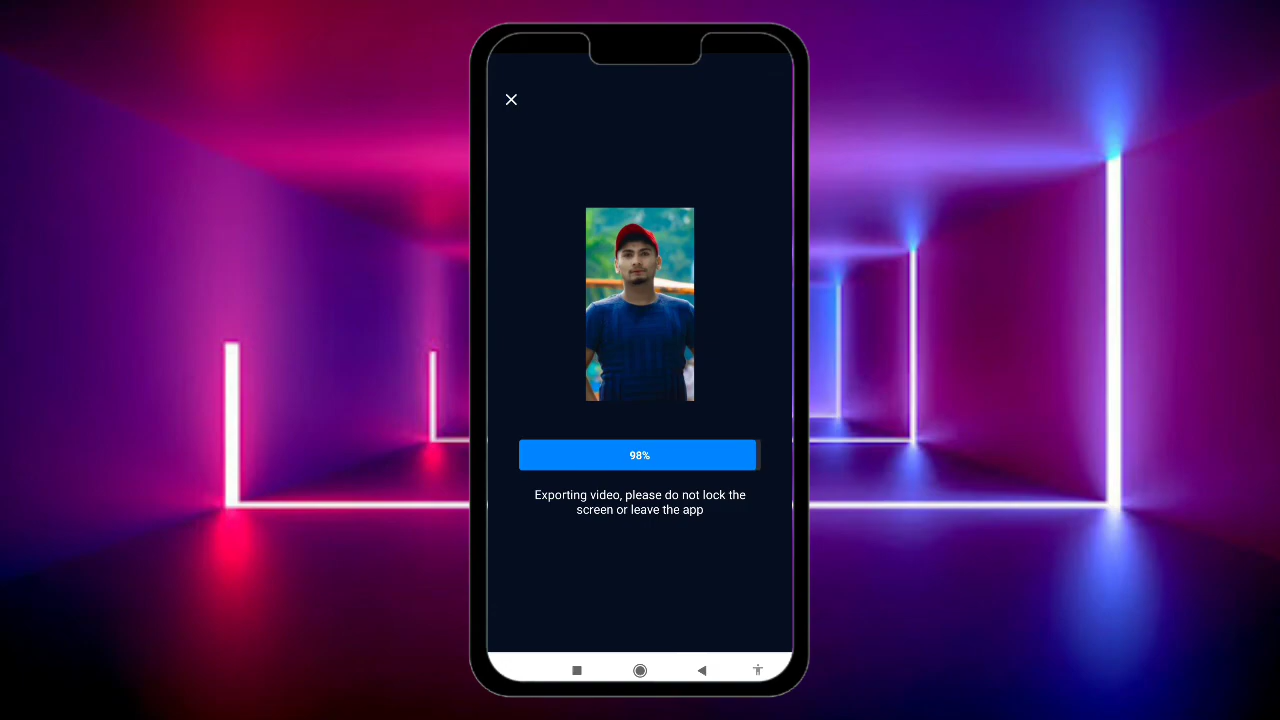 98%
Exporting video, please do not lock the
screen or leave the app